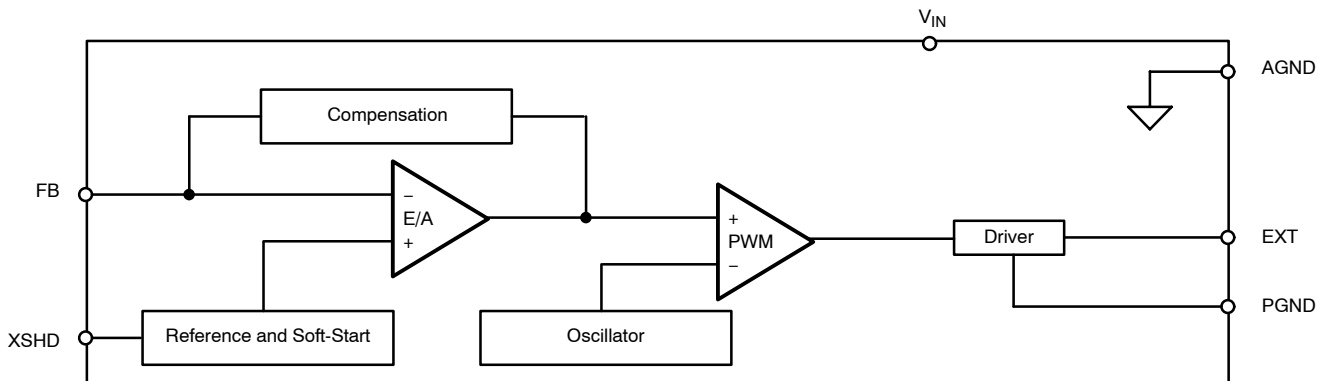 VIN
AGND
Compensation
FB
−
E/A
+
+
PWM
−
Driver
EXT
PGND
XSHD
Reference and Soft-Start
Oscillator